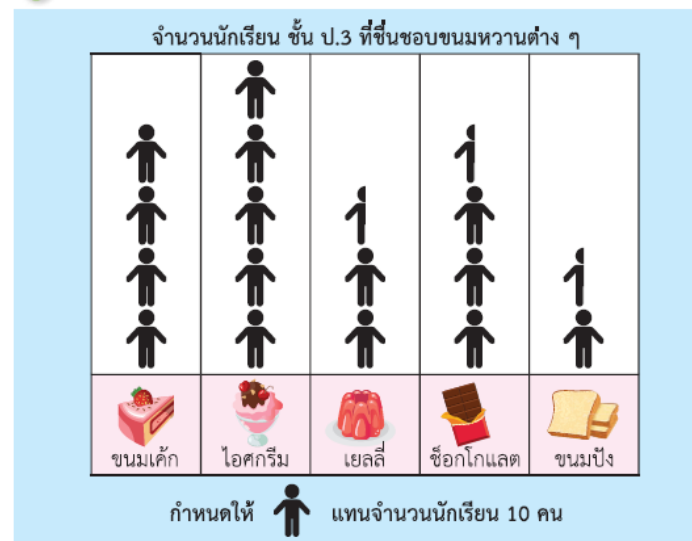 จำนวนนักเรียน ชั้น ป.3 ที่ชื่นชอบขนมหวานต่าง ๆ
ขนมเค้ก ไอศกรีม เยลลี่ ช็อกโกแลต ขนมปัง
กำหนดให้ แทนจำนวนนักเรียน 10 คน